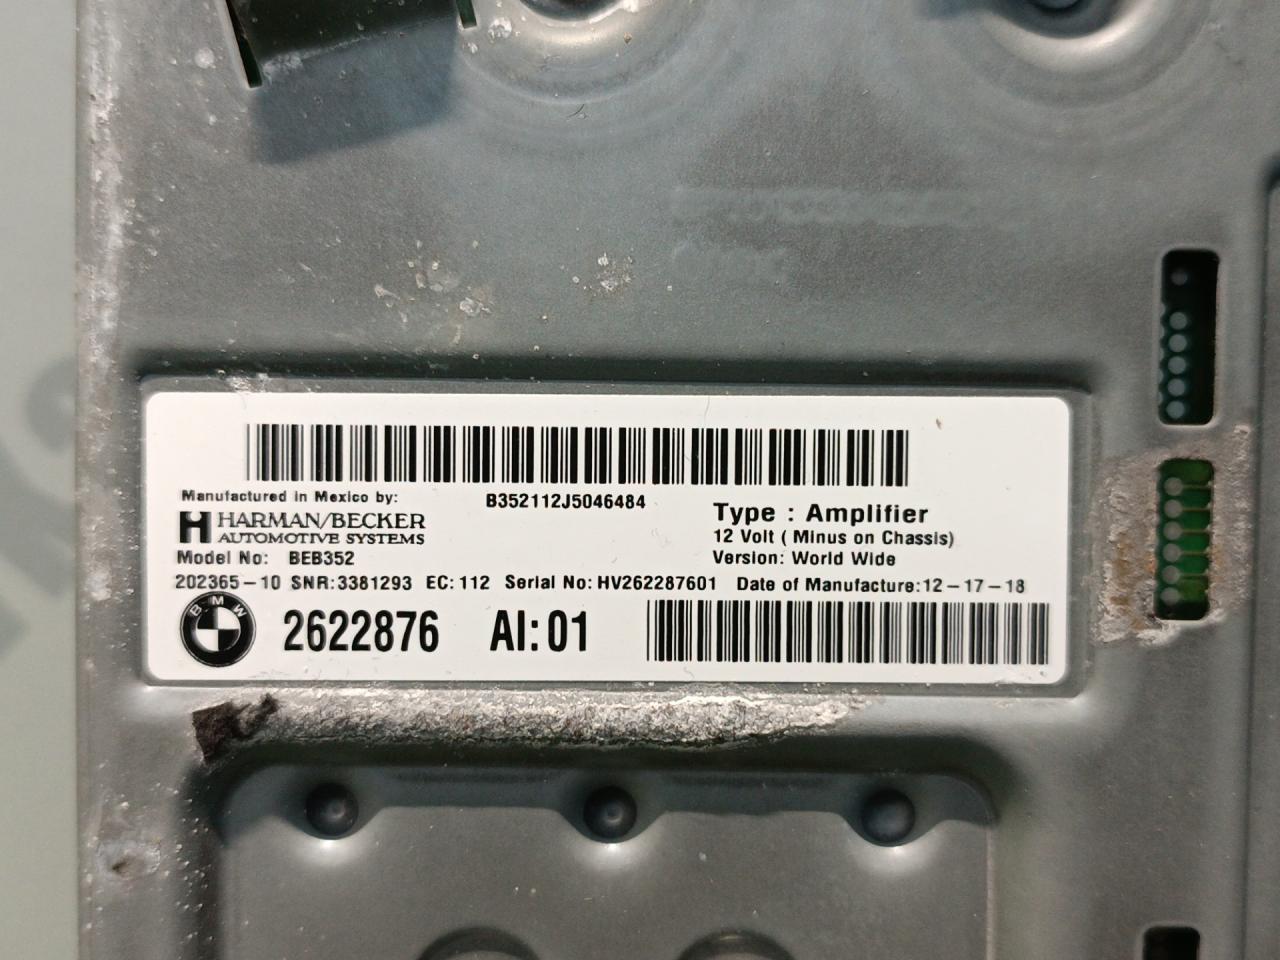 B352112J5046484
Manufactured in Mexico by:
HARMAN/BECKER
AUTOMOTIVE SYSTEMS
Type : Amplifier
12 Volt ( Minus on Chassis)
Model No: BEB352
Version: World Wide
202365-10 SNR:3381293 EC:112 Serial No:HV262287601 Date of Manufacture:12-17-18
BMW
2622876 AI:01